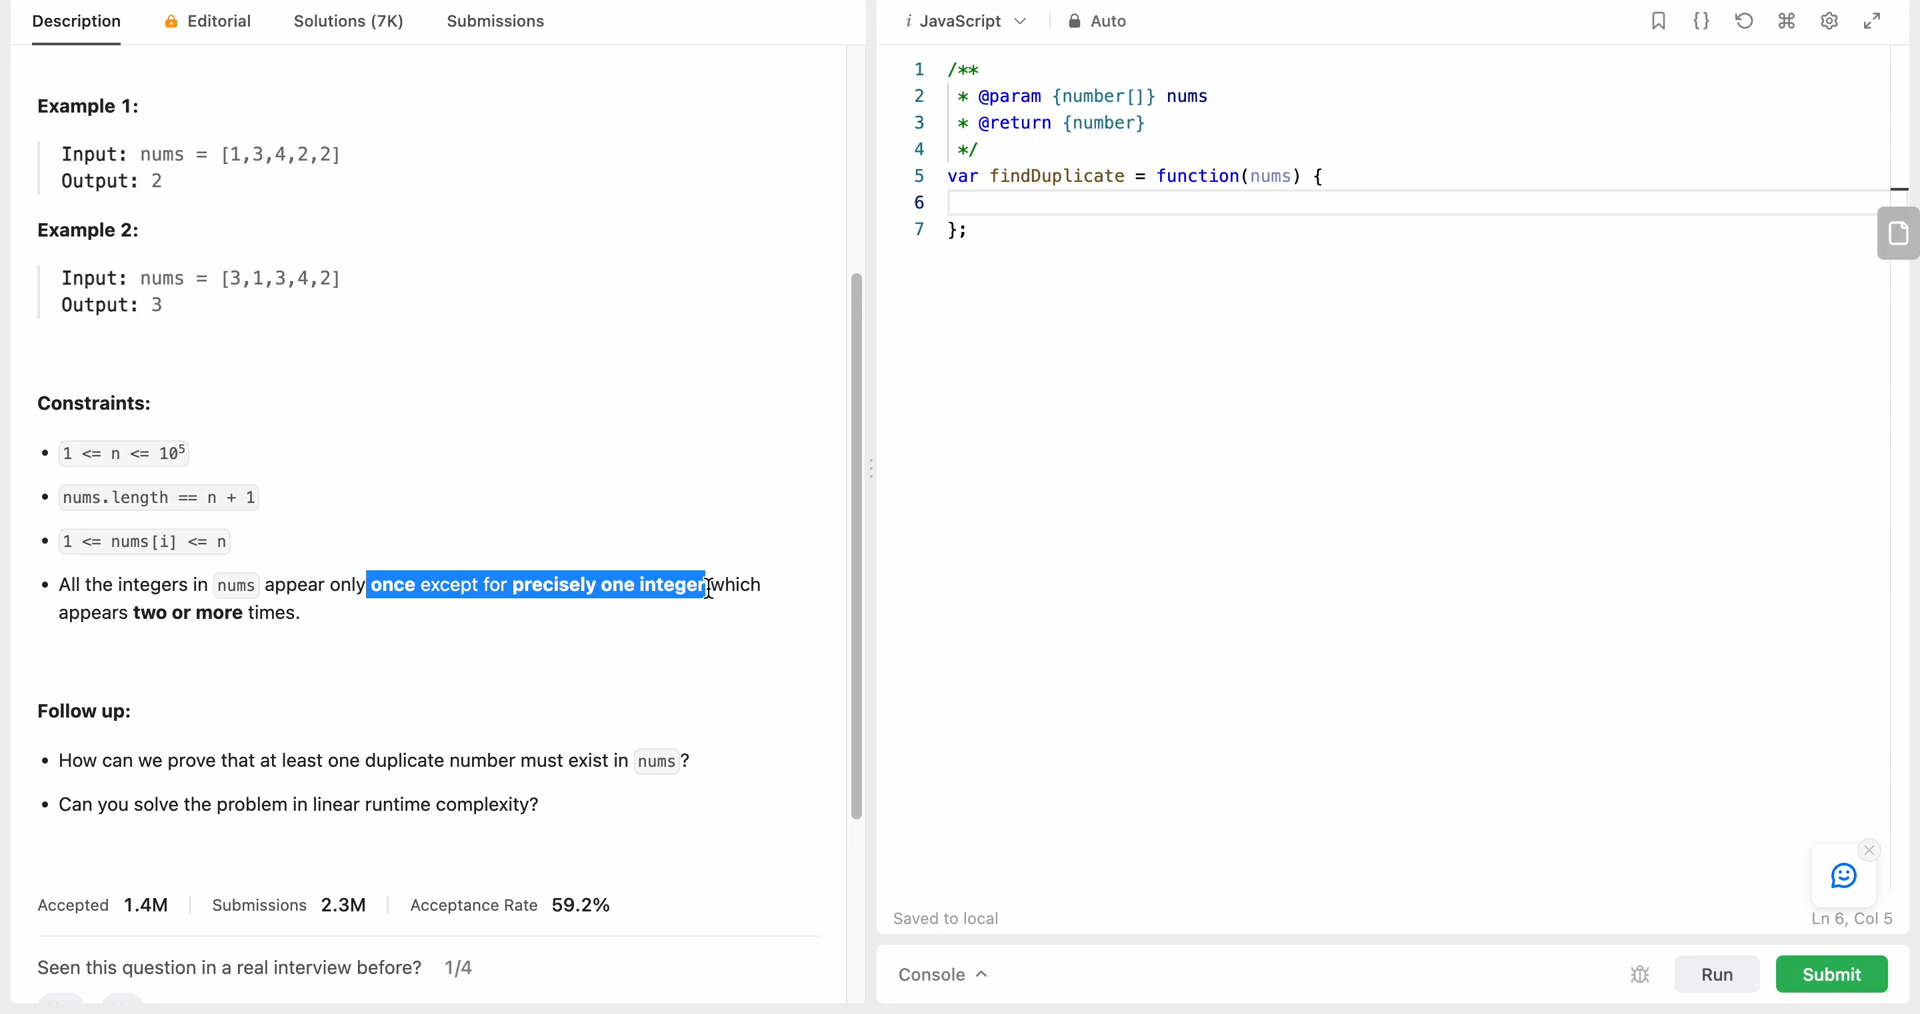 Description Editorial Solutions (7K) Submissions
Example 1:
Input: nums = [1,3,4,2,2]
Output: 2
Example 2:
Input: nums = [3,1,3,4,2]
Output: 3
Constraints:
• 1 <= n <= 10⁵
• nums.length == n + 1
• 1 <= nums[i] <= n
• All the integers in nums appear only once except for precisely one integer which
appears two or more times.
Follow up:
• How can we prove that at least one duplicate number must exist in nums?
• Can you solve the problem in linear runtime complexity?
Accepted 1.4M Submissions 2.3M Acceptance Rate 59.2%
Seen this question in a real interview before? 1/4
i JavaScript Auto
1 /**
2 * @param {number[]} nums
3 * @return {number}
4 */
5 var findDuplicate = function(nums) {
6
7 };
Saved to local Ln 6, Col 5
Console Run Submit